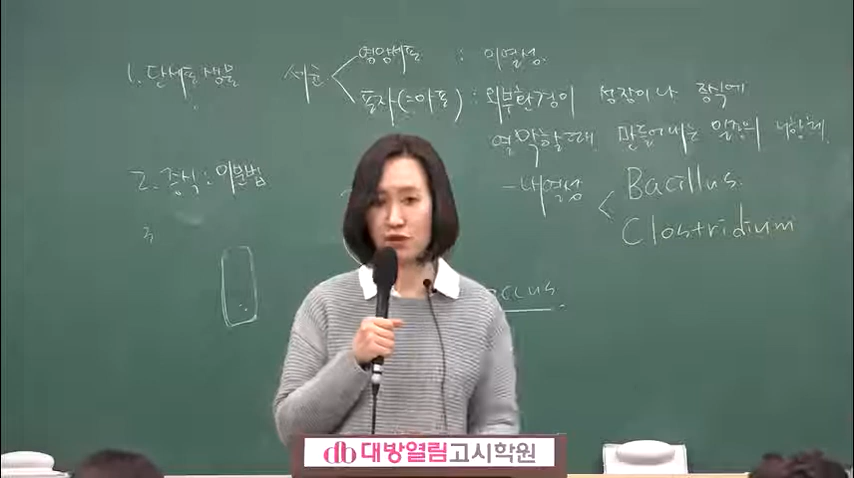 1. 단세포 생물
세균
영양세포 : 이열성
포자(=아포) : 외부환경이 성장이나 증식에
열악할 때 만들어내는 일종의 내항체.
2. 증식 : 이분법
- 내열성
Bacillus.
Clostridium
3
대방열림고시학원